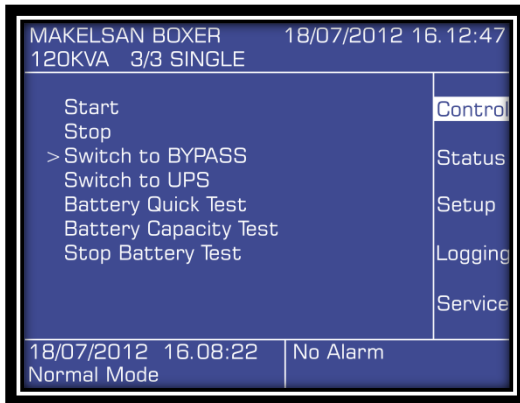 MAKELSAN BOXER 18/07/2012 16.12:47
120KVA 3/3 SINGLE
Start
Stop
>Switch to BYPASS
Switch to UPS
Battery Quick Test
Battery Capacity Test
Stop Battery Test
Control
Status
Setup
Logging
Service
18/07/2012 16.08:22
Normal Mode
No Alarm